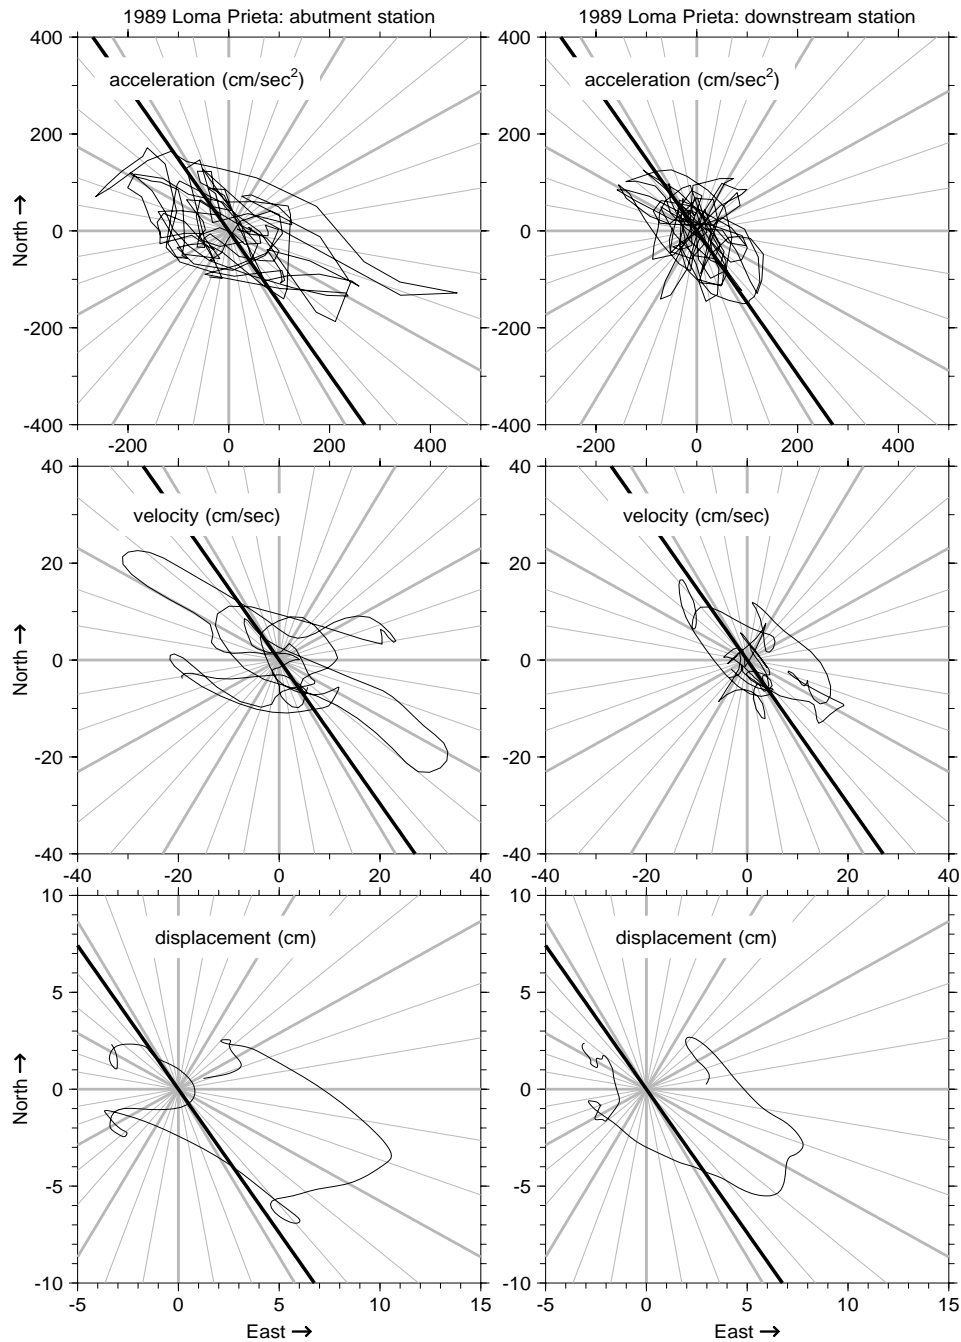 1989 Loma Prieta: abutment station
1989 Loma Prieta: downstream station
400
200
0
-200
-400
North →
acceleration (cm/sec²)
-200 0 200 400
400
200
0
-200
-400
acceleration (cm/sec²)
-200 0 200 400
40
20
0
-20
-40
North →
velocity (cm/sec)
-40 -20 0 20 40
40
20
0
-20
-40
velocity (cm/sec)
-40 -20 0 20 40
10
5
0
-5
-10
North →
displacement (cm)
-5 0 5 10 15
East →
10
5
0
-5
-10
displacement (cm)
-5 0 5 10 15
East →